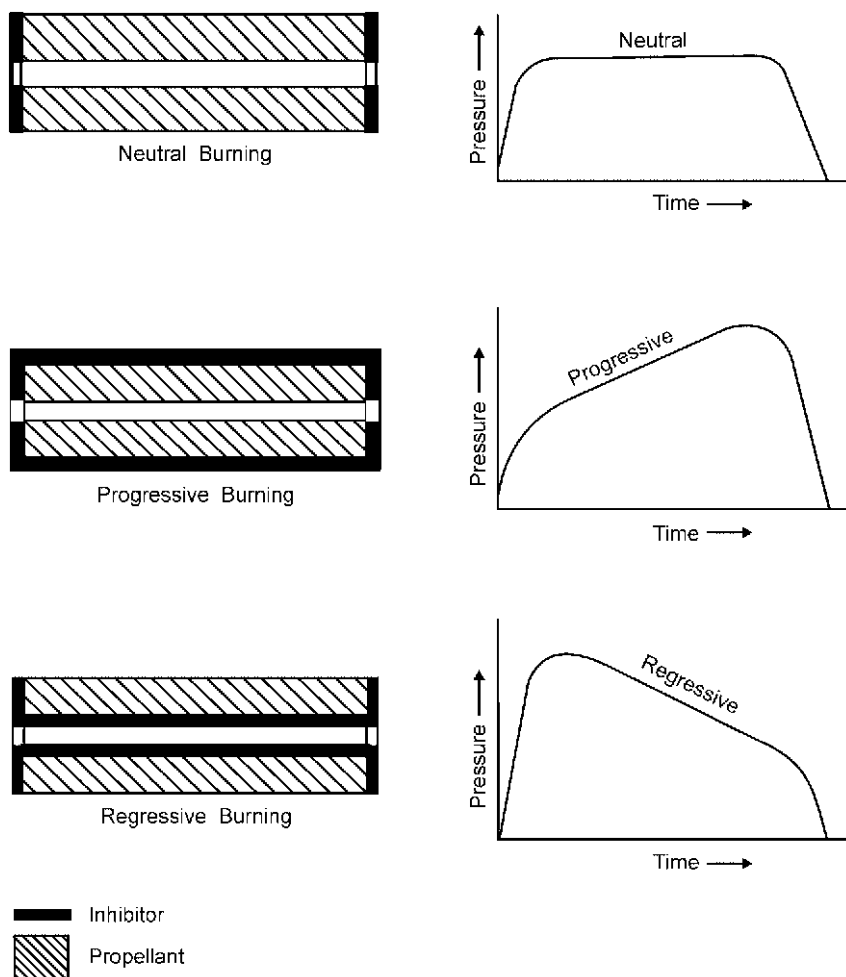 Neutral Burning
Pressure
Neutral
Time
Progressive Burning
Pressure
Progressive
Time
Regressive Burning
Pressure
Regressive
Time
Inhibitor
Propellant